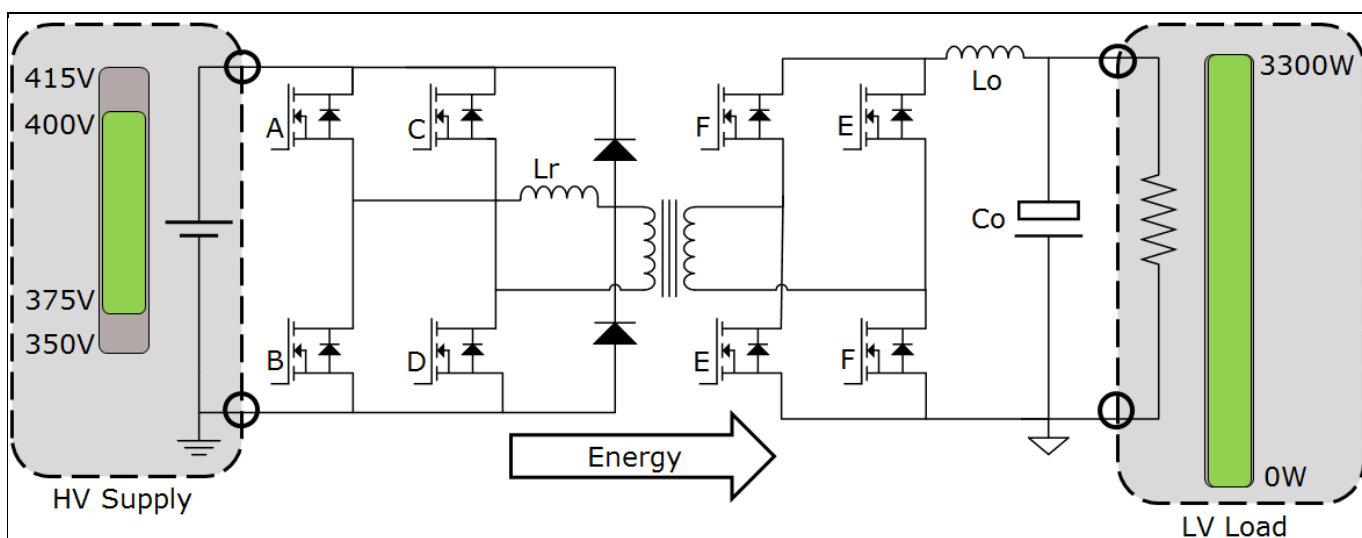 415V
400V
375V
350V
HV Supply
A
C
B
D
Lr
Energy
F
E
E
F
Lo
Co
3300W
0W
LV Load